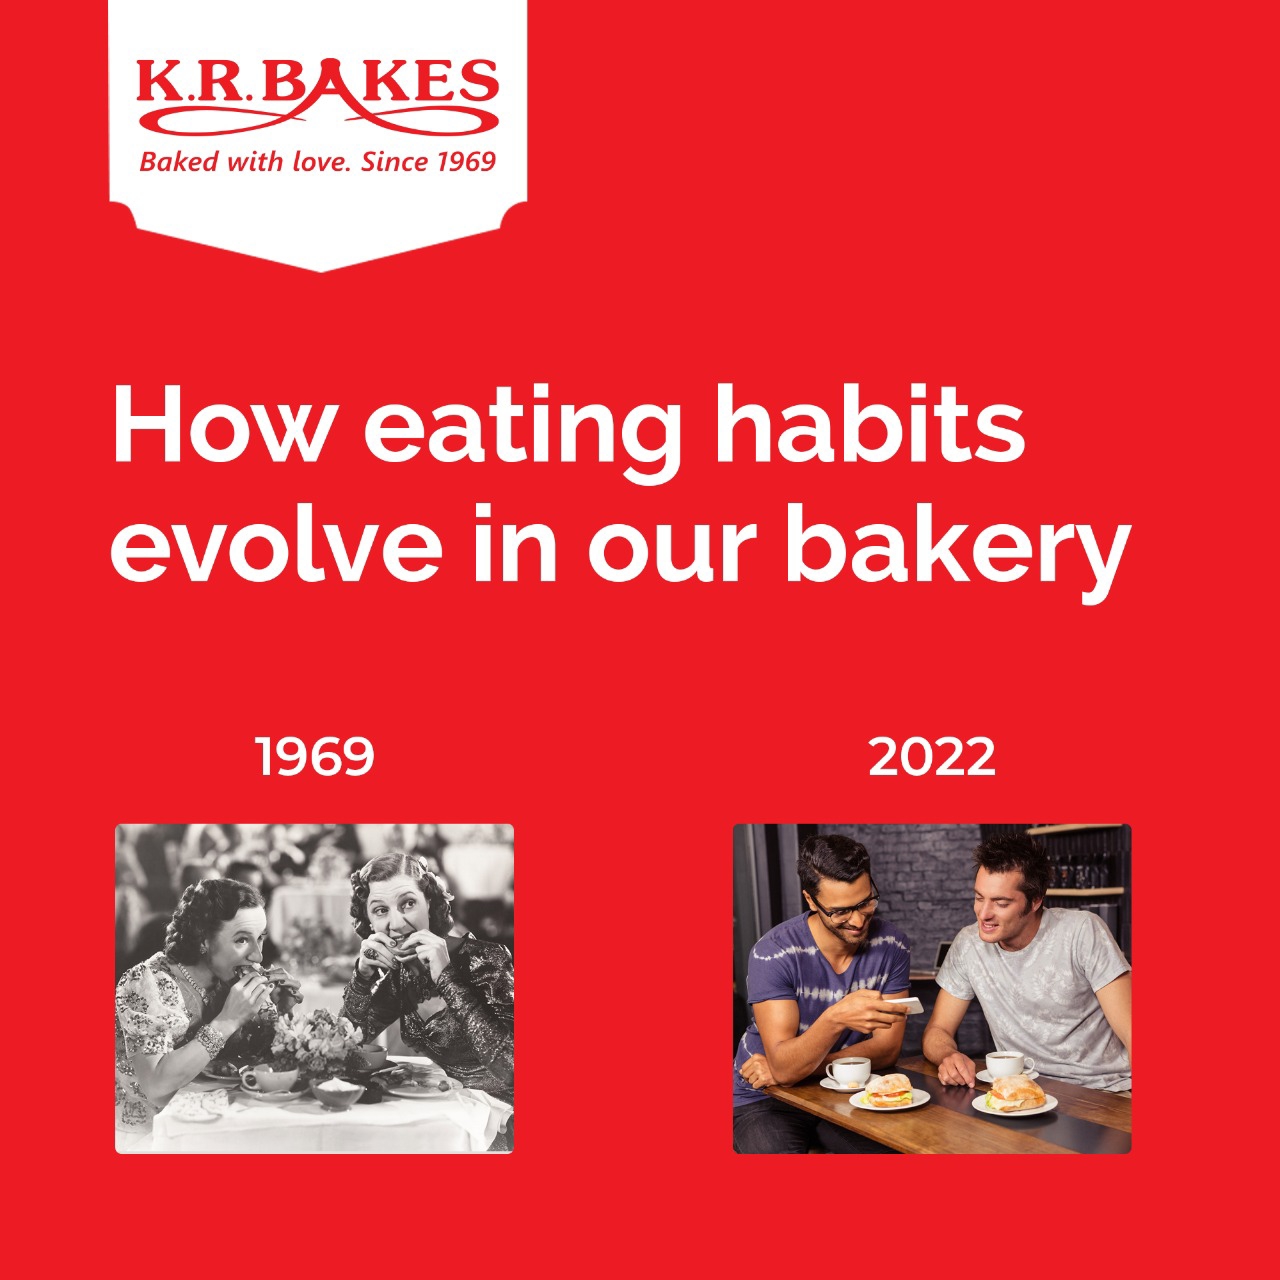 K.R.BAKES
Baked with love. Since 1969
How eating habits
evolve in our bakery
1969
2022